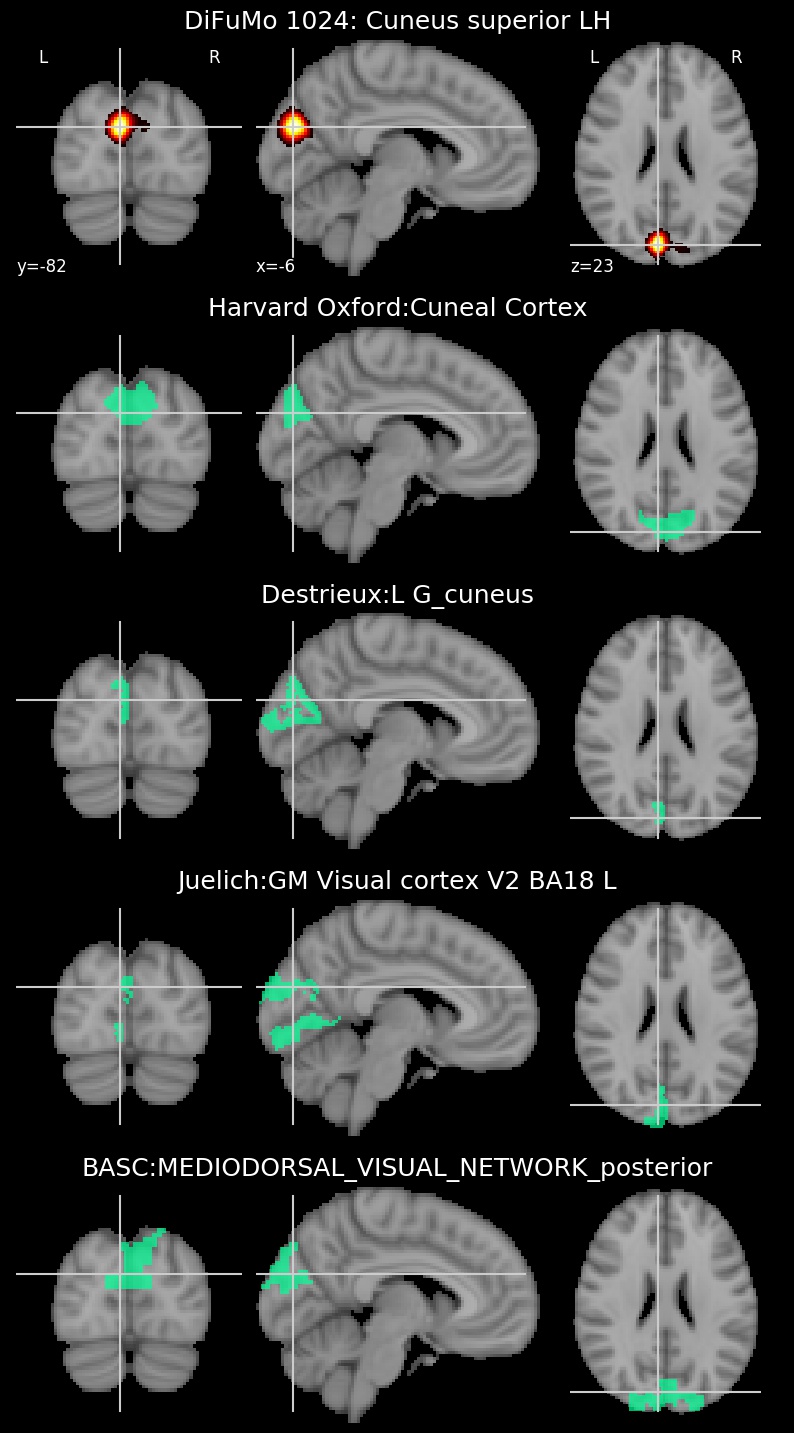 DiFuMo 1024: Cuneus superior LH
L R L R
y=-82 x=-6 z=23
Harvard Oxford:Cuneal Cortex
Destrieux:L G_cuneus
Juelich:GM Visual cortex V2 BA18 L
BASC:MEDIODORSAL_VISUAL_NETWORK_posterior